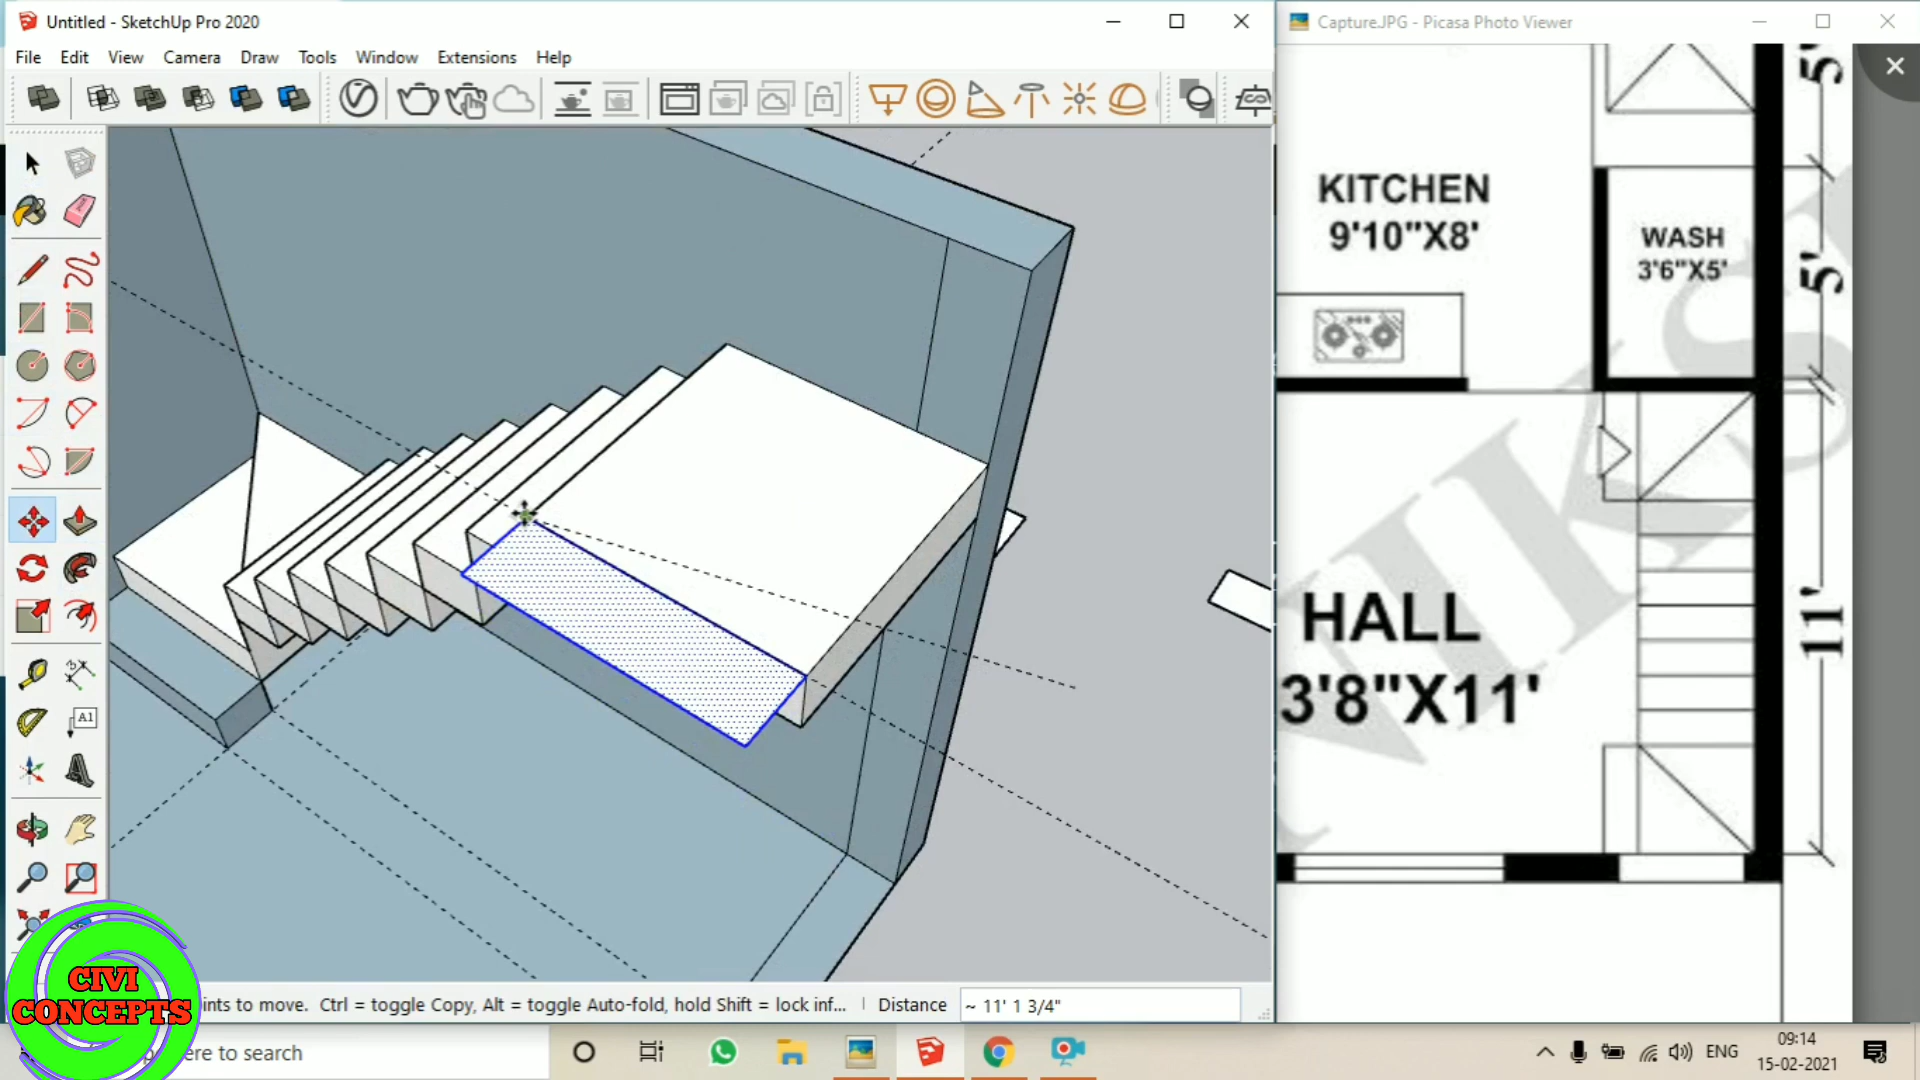 Untitled - SketchUp Pro 2020
Capture.JPG - Picasa Photo Viewer
File Edit View Camera Draw Tools Window Extensions Help
5'
KITCHEN
9'10"X8'
WASH
3'6"X5'
5'
HALL
3'8"X11'
11'
A1
CIVI
CONCEPTS
ints to move. Ctrl = toggle Copy, Alt = toggle Auto-fold, hold Shift = lock inf... Distance ~ 11' 1 3/4"
ere to search
ENG
09:14
15-02-2021